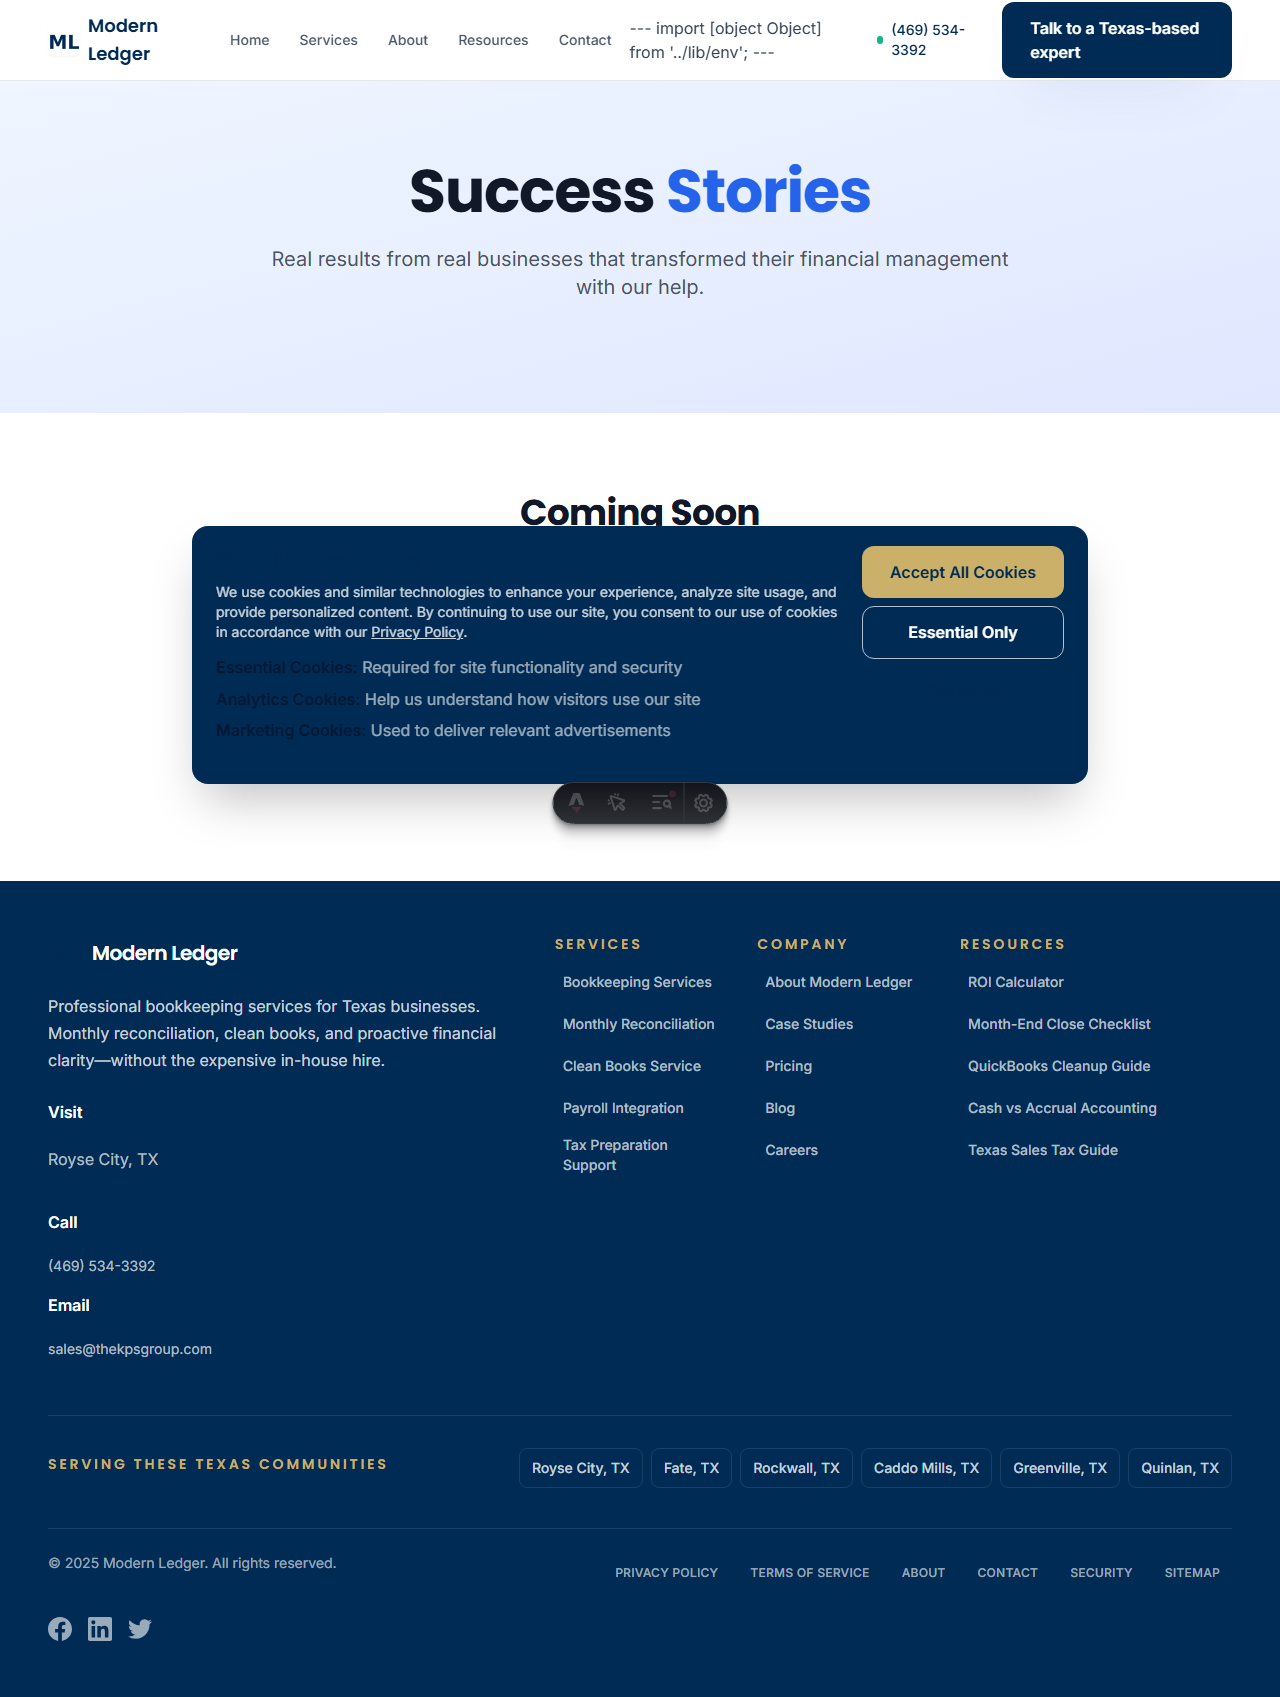 ML
Modern
Ledger
Home
Services
About
Resources
Contact
--- import [object Object]
from '../lib/env'; ---
(469) 534-
3392
Talk to a Texas-based
expert
Success Stories
Real results from real businesses that transformed their financial management
with our help.
Coming Soon
We use cookies and similar technologies to enhance your experience, analyze site usage, and
provide personalized content. By continuing to use our site, you consent to our use of cookies
in accordance with our Privacy Policy.
Essential Cookies: Required for site functionality and security
Analytics Cookies: Help us understand how visitors use our site
Marketing Cookies: Used to deliver relevant advertisements
Accept All Cookies
Essential Only
Modern Ledger
Professional bookkeeping services for Texas businesses.
Monthly reconciliation, clean books, and proactive financial
clarity—without the expensive in-house hire.
Visit
Royse City, TX
Call
(469) 534-3392
Email
sales@thekpsgroup.com
SERVICES
Bookkeeping Services
Monthly Reconciliation
Clean Books Service
Payroll Integration
Tax Preparation
Support
COMPANY
About Modern Ledger
Case Studies
Pricing
Blog
Careers
RESOURCES
ROI Calculator
Month-End Close Checklist
QuickBooks Cleanup Guide
Cash vs Accrual Accounting
Texas Sales Tax Guide
SERVING THESE TEXAS COMMUNITIES
Royse City, TX
Fate, TX
Rockwall, TX
Caddo Mills, TX
Greenville, TX
Quinlan, TX
© 2025 Modern Ledger. All rights reserved.
PRIVACY POLICY
TERMS OF SERVICE
ABOUT
CONTACT
SECURITY
SITEMAP